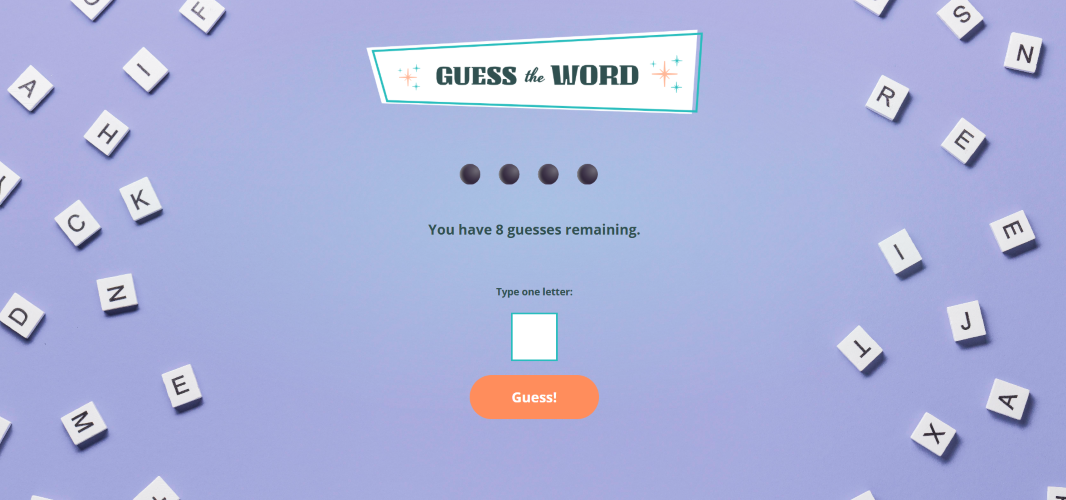 GUESS the WORD
You have 8 guesses remaining.
Type one letter:
Guess!
F
S
N
I
A
R
H
E
K
C
E
I
N
D
J
T
E
A
M
X